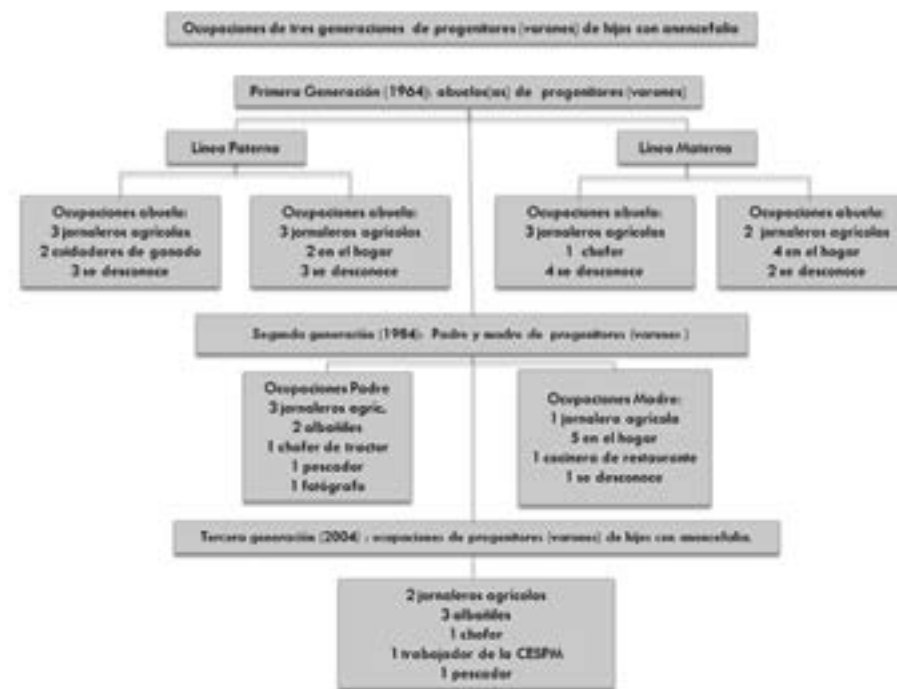 Ocupaciones de tres generaciones de progenitores (varones) de hijos con anencefalia
Primera Generación (1964): abuelos(as) de progenitores (varones)
Línea Paterna
Línea Materna
Ocupaciones abuelo:
3 jornaleros agrícolas
2 cuidadores de ganado
3 se desconoce
Ocupaciones abuela:
3 jornaleros agrícolas
2 en el hogar
3 se desconoce
Ocupaciones abuelo:
3 jornaleros agrícolas
1 chofer
4 se desconoce
Ocupaciones abuela:
2 jornaleros agrícolas
4 en el hogar
2 se desconoce
Segunda generación (1984): Padre y madre de progenitores (varones )
Ocupaciones Padre
3 jornaleros agríc.
2 albañiles
1 chofer de tractor
1 pescador
1 fotógrafo
Ocupaciones Madre:
1 jornalera agrícola
5 en el hogar
1 cocinera de restaurante
1 se desconoce
Tercera generación (2004) : ocupaciones de progenitores (varones) de hijos con anencefalia.
2 jornaleros agrícolas
3 albañiles
1 chofer
1 trabajador de la CESPM
1 pescador